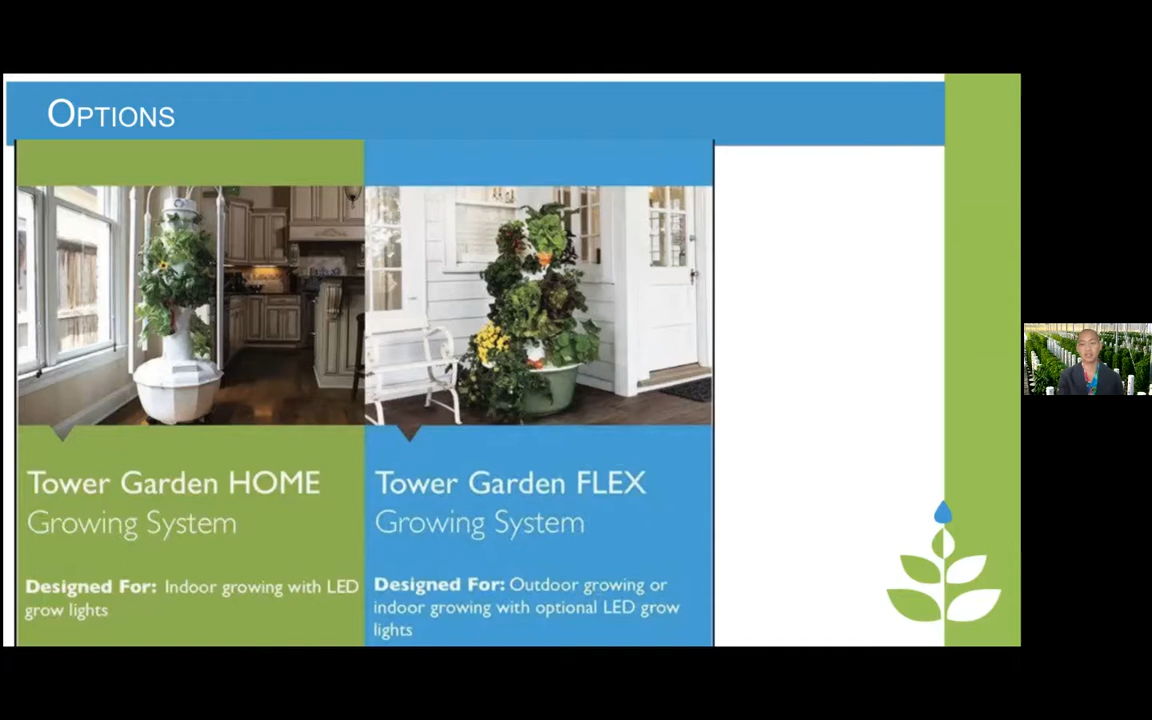 OPTIONS
Tower Garden HOME
Growing System
Designed For: Indoor growing with LED
grow lights
Tower Garden FLEX
Growing System
Designed For: Outdoor growing or
indoor growing with optional LED grow
lights